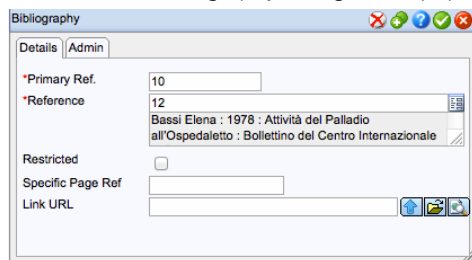 Bibliography
Details Admin
*Primary Ref. 10
*Reference 12
Bassi Elena : 1978 : Attività del Palladio
all'Ospedaletto : Bollettino del Centro Internazionale
Restricted
Specific Page Ref
Link URL